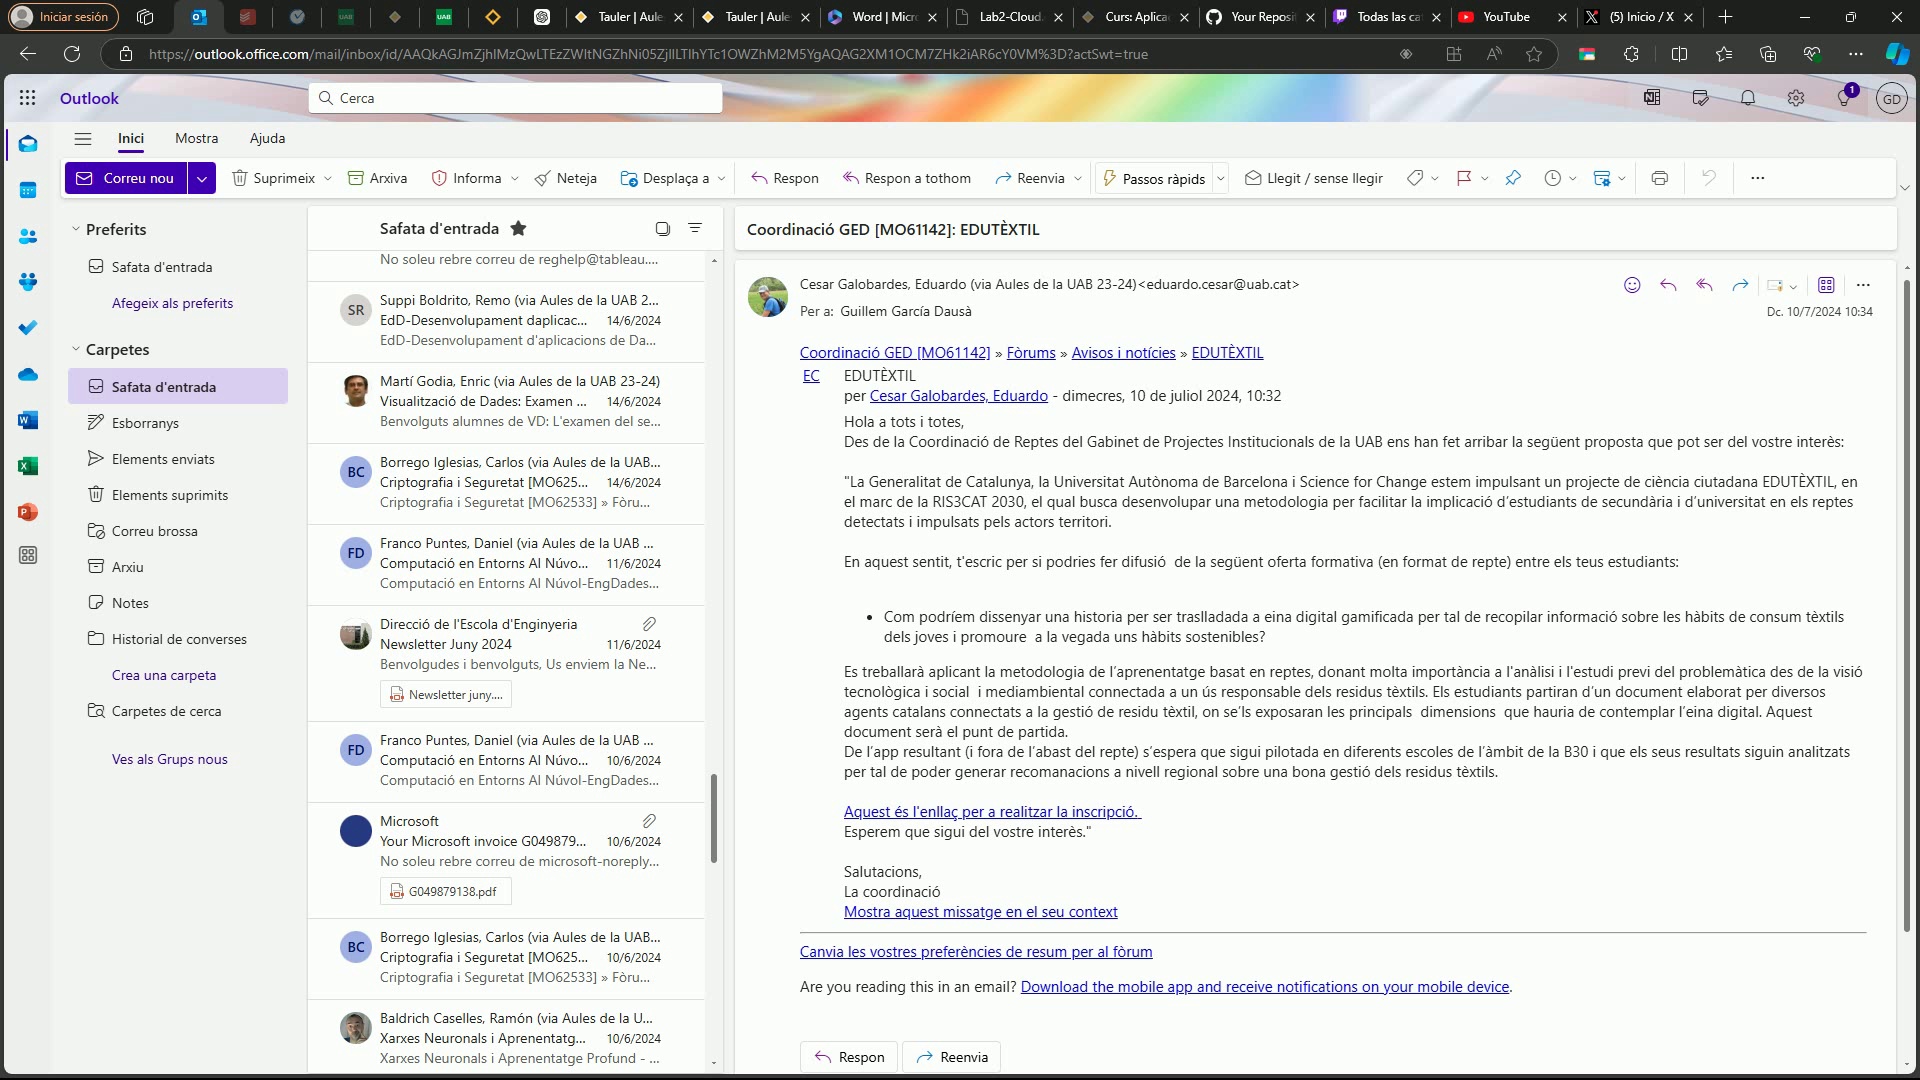 Iniciar sesión
Tauler | Aule
Tauler | Aule
Word | Micr
Lab2-Cloud
Curs: Aplica
Your Reposi
Todas las ca
YouTube
(5) Inicio / X
Outlook
Cerca
GD
Inici
Mostra
Ajuda
Correu nou
Suprimeix
Arxiva
Informa
Neteja
Desplaça a
Respon
Respon a tothom
Reenvia
Passos ràpids
Llegit / sense llegir
Preferits
Safata d'entrada
Afegeix als preferits
Carpetes
Safata d'entrada
Esborranys
Elements enviats
Elements suprimits
Correu brossa
Arxiu
Notes
Historial de converses
Crea una carpeta
Carpetes de cerca
Ves als Grups nous
Safata d'entrada
No soleu rebre correu de reghelp@tableau....
SR
Suppi Boldrito, Remo (via Aules de la UAB 2...
EdD-Desenvolupament daplicac... 14/6/2024
EdD-Desenvolupament d'aplicacions de Da...
Martí Godia, Enric (via Aules de la UAB 23-24)
Visualització de Dades: Examen ... 14/6/2024
Benvolguts alumnes de VD: L'examen del se...
BC
Borrego Iglesias, Carlos (via Aules de la UAB...
Criptografia i Seguretat [MO625... 14/6/2024
Criptografia i Seguretat [MO62533] » Fòru...
FD
Franco Puntes, Daniel (via Aules de la UAB ...
Computació en Entorns Al Núvo... 11/6/2024
Computació en Entorns Al Núvol-EngDades...
Direcció de l'Escola d'Enginyeria
Newsletter Juny 2024 11/6/2024
Benvolgudes i benvolguts, Us enviem la Ne...
Newsletter juny....
FD
Franco Puntes, Daniel (via Aules de la UAB ...
Computació en Entorns Al Núvo... 10/6/2024
Computació en Entorns Al Núvol-EngDades...
Microsoft
Your Microsoft invoice G049879... 10/6/2024
No soleu rebre correu de microsoft-noreply...
G049879138.pdf
BC
Borrego Iglesias, Carlos (via Aules de la UAB...
Criptografia i Seguretat [MO625... 10/6/2024
Criptografia i Seguretat [MO62533] » Fòru...
Baldrich Caselles, Ramón (via Aules de la U...
Xarxes Neuronals i Aprenentatg... 10/6/2024
Xarxes Neuronals i Aprenentatge Profund - ...
Coordinació GED [MO61142]: EDUTÈXTIL
Cesar Galobardes, Eduardo (via Aules de la UAB 23-24)<eduardo.cesar@uab.cat>
Per a: Guillem García Dausà
Dc. 10/7/2024 10:34
Coordinació GED [MO61142] » Fòrums » Avisos i notícies » EDUTÈXTIL
EC EDUTÈXTIL
per Cesar Galobardes, Eduardo - dimecres, 10 de juliol 2024, 10:32
Hola a tots i totes,
Des de la Coordinació de Reptes del Gabinet de Projectes Institucionals de la UAB ens han fet arribar la següent proposta que pot ser del vostre interès:
"La Generalitat de Catalunya, la Universitat Autònoma de Barcelona i Science for Change estem impulsant un projecte de ciència ciutadana EDUTÈXTIL, en
el marc de la RIS3CAT 2030, el qual busca desenvolupar una metodologia per facilitar la implicació d'estudiants de secundària i d'universitat en els reptes
detectats i impulsats pels actors territori.
En aquest sentit, t'escric per si podries fer difusió de la següent oferta formativa (en format de repte) entre els teus estudiants:
• Com podríem dissenyar una historia per ser traslladada a eina digital gamificada per tal de recopilar informació sobre les hàbits de consum tèxtils
dels joves i promoure a la vegada uns hàbits sostenibles?
Es treballarà aplicant la metodologia de l'aprenentatge basat en reptes, donant molta importància a l'anàlisi i l'estudi previ del problemàtica des de la visió
tecnològica i social i mediambiental connectada a un ús responsable dels residus tèxtils. Els estudiants partiran d'un document elaborat per diversos
agents catalans connectats a la gestió de residu tèxtil, on se'ls exposaran les principals dimensions que hauria de contemplar l'eina digital. Aquest
document serà el punt de partida.
De l'app resultant (i fora de l'abast del repte) s'espera que sigui pilotada en diferents escoles de l'àmbit de la B30 i que els seus resultats siguin analitzats
per tal de poder generar recomanacions a nivell regional sobre una bona gestió dels residus tèxtils.
Aquest és l'enllaç per a realitzar la inscripció.
Esperem que sigui del vostre interès."
Salutacions,
La coordinació
Mostra aquest missatge en el seu context
Canvia les vostres preferències de resum per al fòrum
Are you reading this in an email? Download the mobile app and receive notifications on your mobile device.
Respon
Reenvia